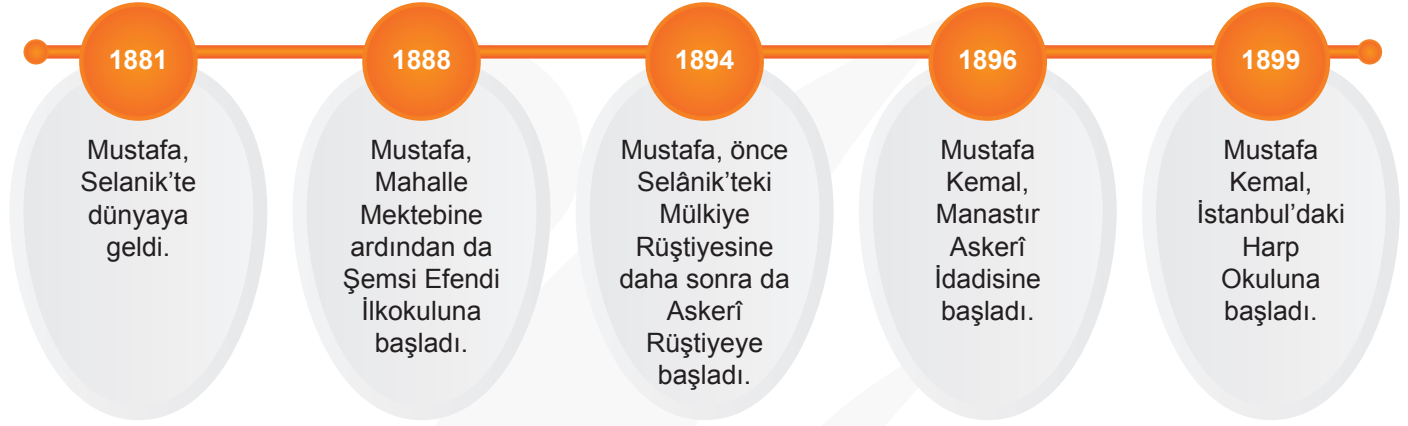 1881
Mustafa,
Selanik’te
dünyaya
geldi.
1888
Mustafa,
Mahalle
Mektebine
ardından da
Şemsi Efendi
İlkokuluna
başladı.
1894
Mustafa, önce
Selânik’teki
Mülkiye
Rüştiyesine
daha sonra da
Askerî
Rüştiyeye
başladı.
1896
Mustafa
Kemal,
Manastır
Askerî
İdadisine
başladı.
1899
Mustafa
Kemal,
İstanbul’daki
Harp
Okuluna
başladı.